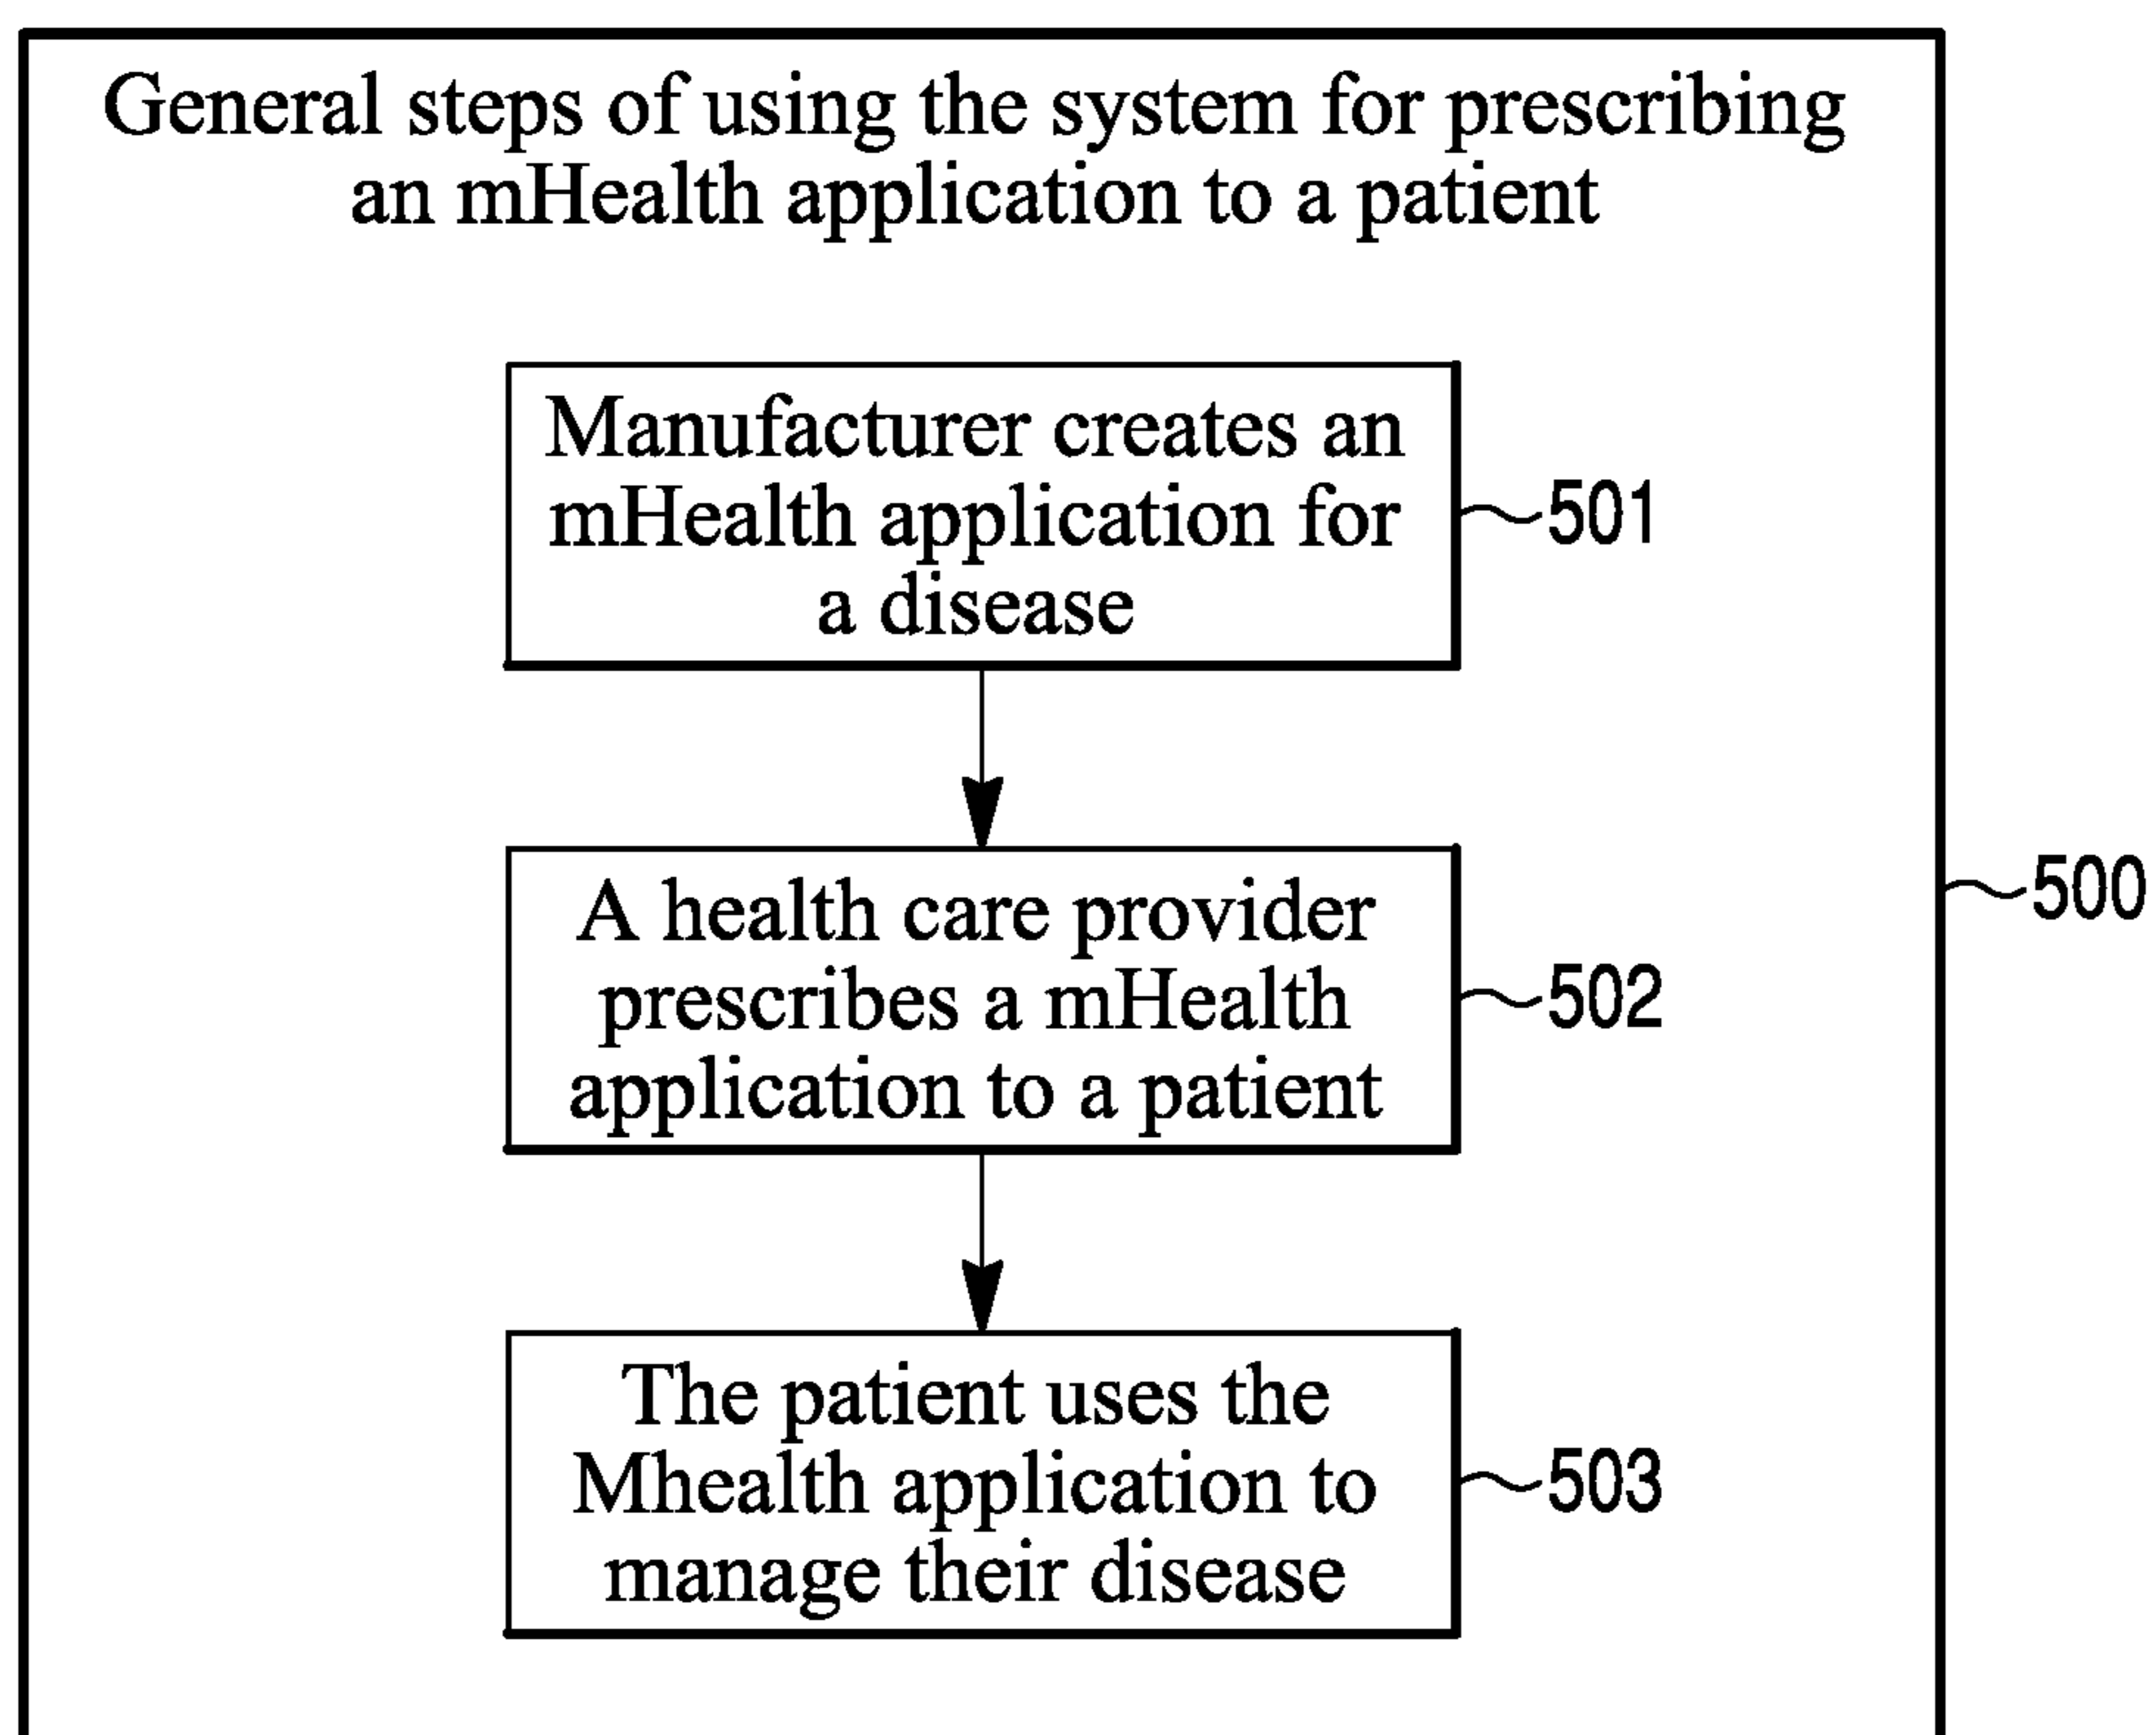 General steps of using the system for prescribing
an mHealth application to a patient
Manufacturer creates an
mHealth application for
a disease
501
A health care provider
prescribes a mHealth
application to a patient
502
500
The patient uses the
Mhealth application to
manage their disease
503